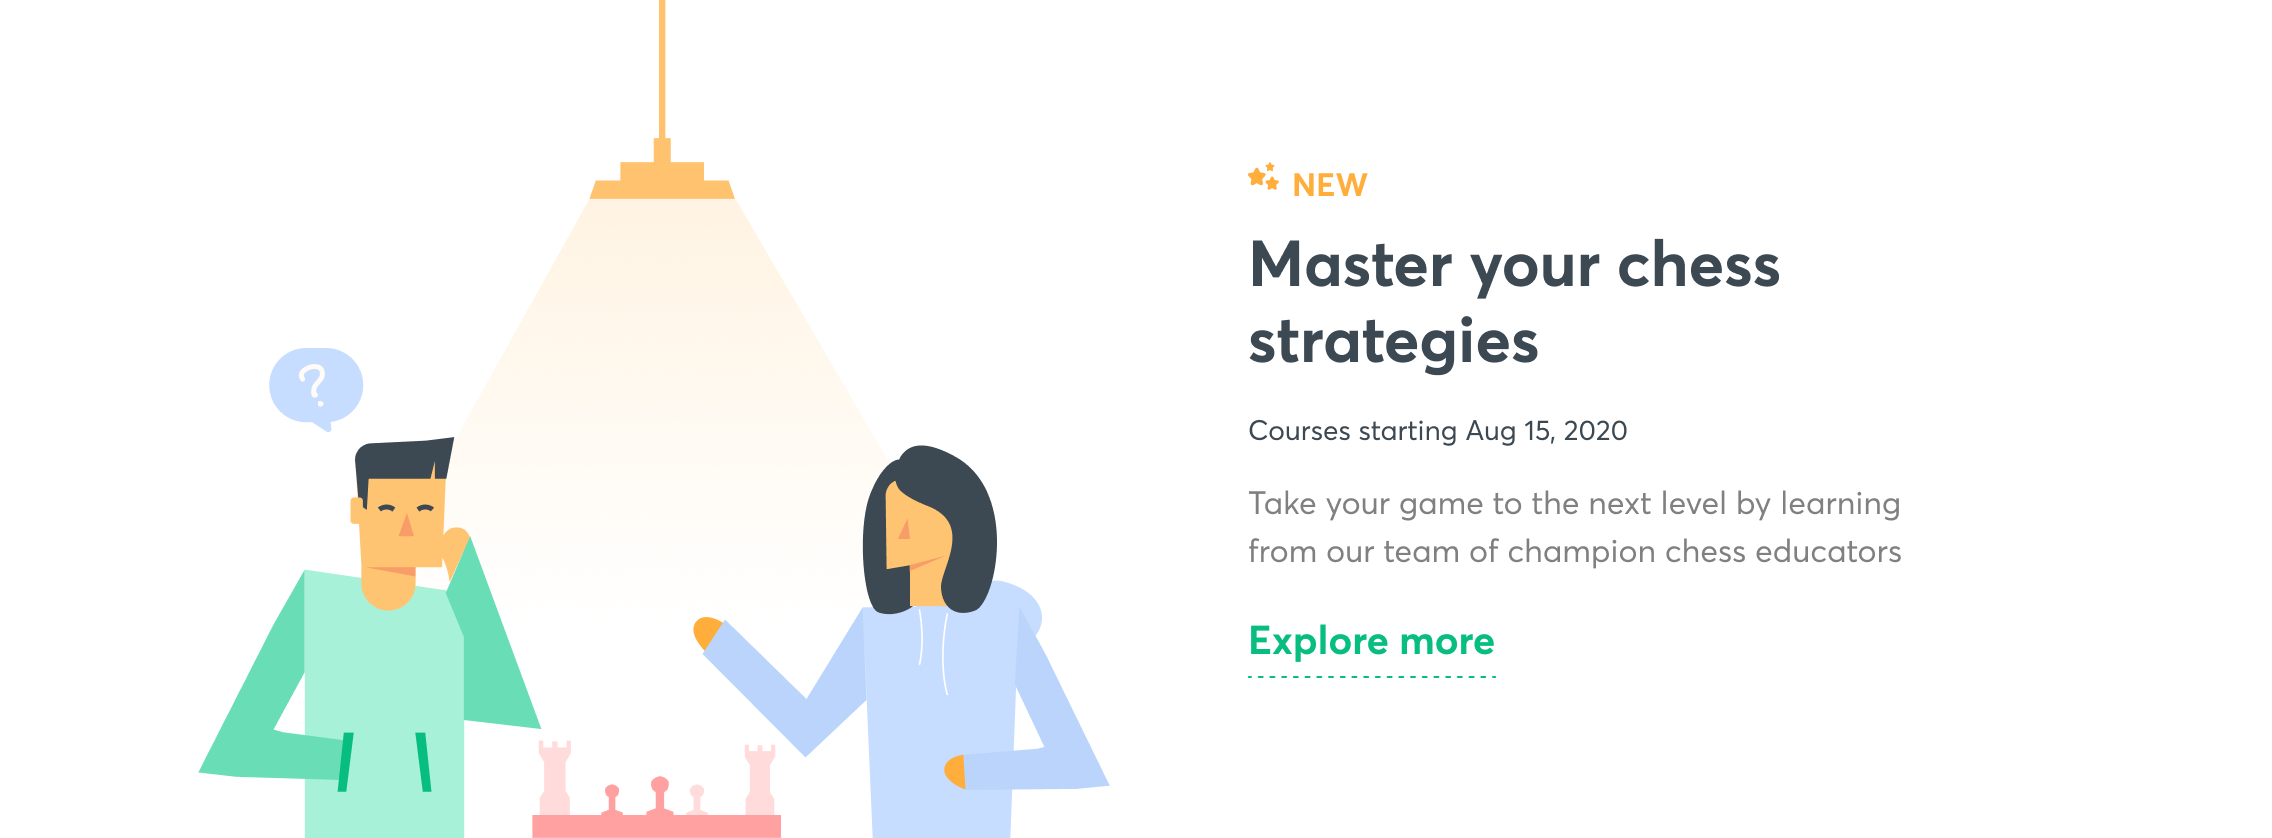 ?
NEW
Master your chess
strategies
Courses starting Aug 15, 2020
Take your game to the next level by learning
from our team of champion chess educators
Explore more